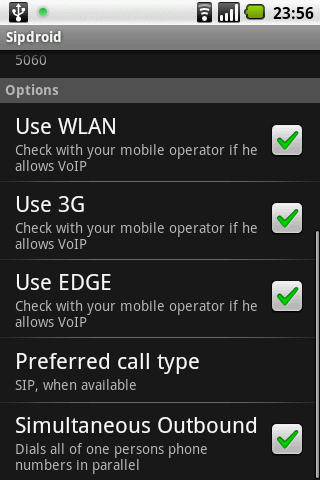 23:56
Sipdroid
5060
Options
Use WLAN
Check with your mobile operator if he
allows VoIP
Use 3G
Check with your mobile operator if he
allows VoIP
Use EDGE
Check with your mobile operator if he
allows VoIP
Preferred call type
SIP, when available
Simultaneous Outbound
Dials all of one persons phone
numbers in parallel